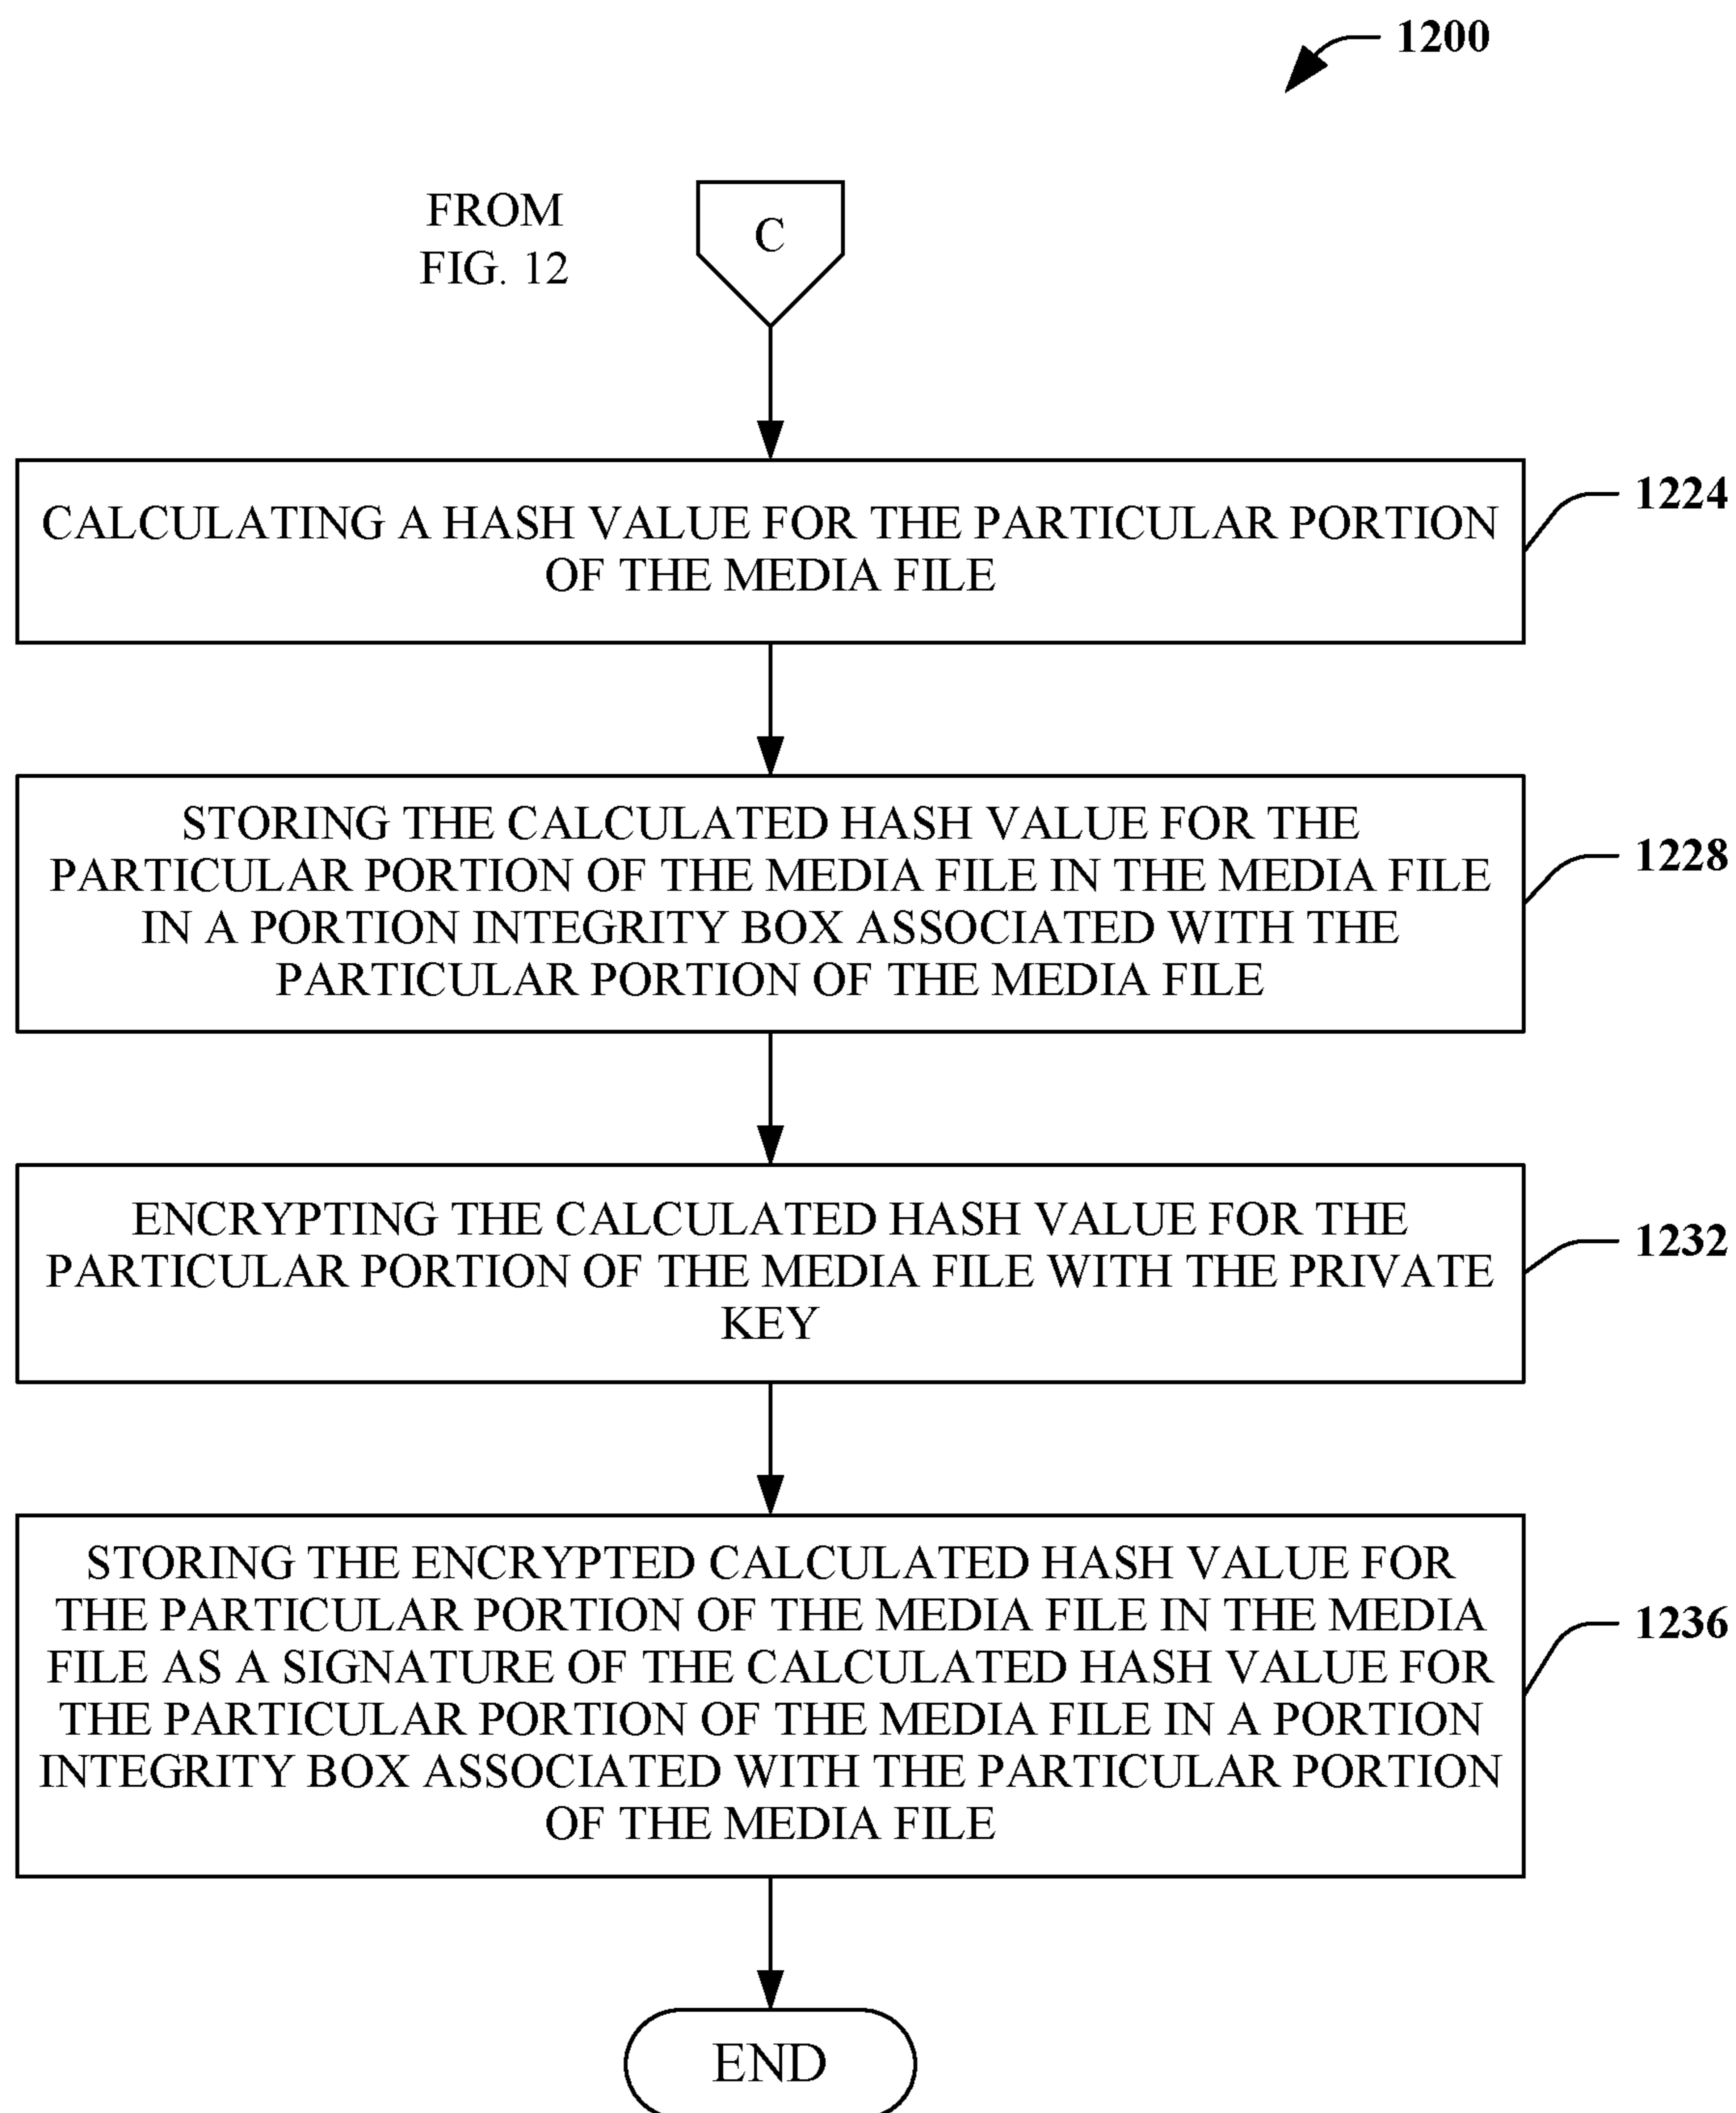 1200
FROM
FIG. 12
C
CALCULATING A HASH VALUE FOR THE PARTICULAR PORTION
OF THE MEDIA FILE
1224
STORING THE CALCULATED HASH VALUE FOR THE
PARTICULAR PORTION OF THE MEDIA FILE IN THE MEDIA FILE
IN A PORTION INTEGRITY BOX ASSOCIATED WITH THE
PARTICULAR PORTION OF THE MEDIA FILE
1228
ENCRYPTING THE CALCULATED HASH VALUE FOR THE
PARTICULAR PORTION OF THE MEDIA FILE WITH THE PRIVATE
KEY
1232
STORING THE ENCRYPTED CALCULATED HASH VALUE FOR
THE PARTICULAR PORTION OF THE MEDIA FILE IN THE MEDIA
FILE AS A SIGNATURE OF THE CALCULATED HASH VALUE FOR
THE PARTICULAR PORTION OF THE MEDIA FILE IN A PORTION
INTEGRITY BOX ASSOCIATED WITH THE PARTICULAR PORTION
OF THE MEDIA FILE
1236
END